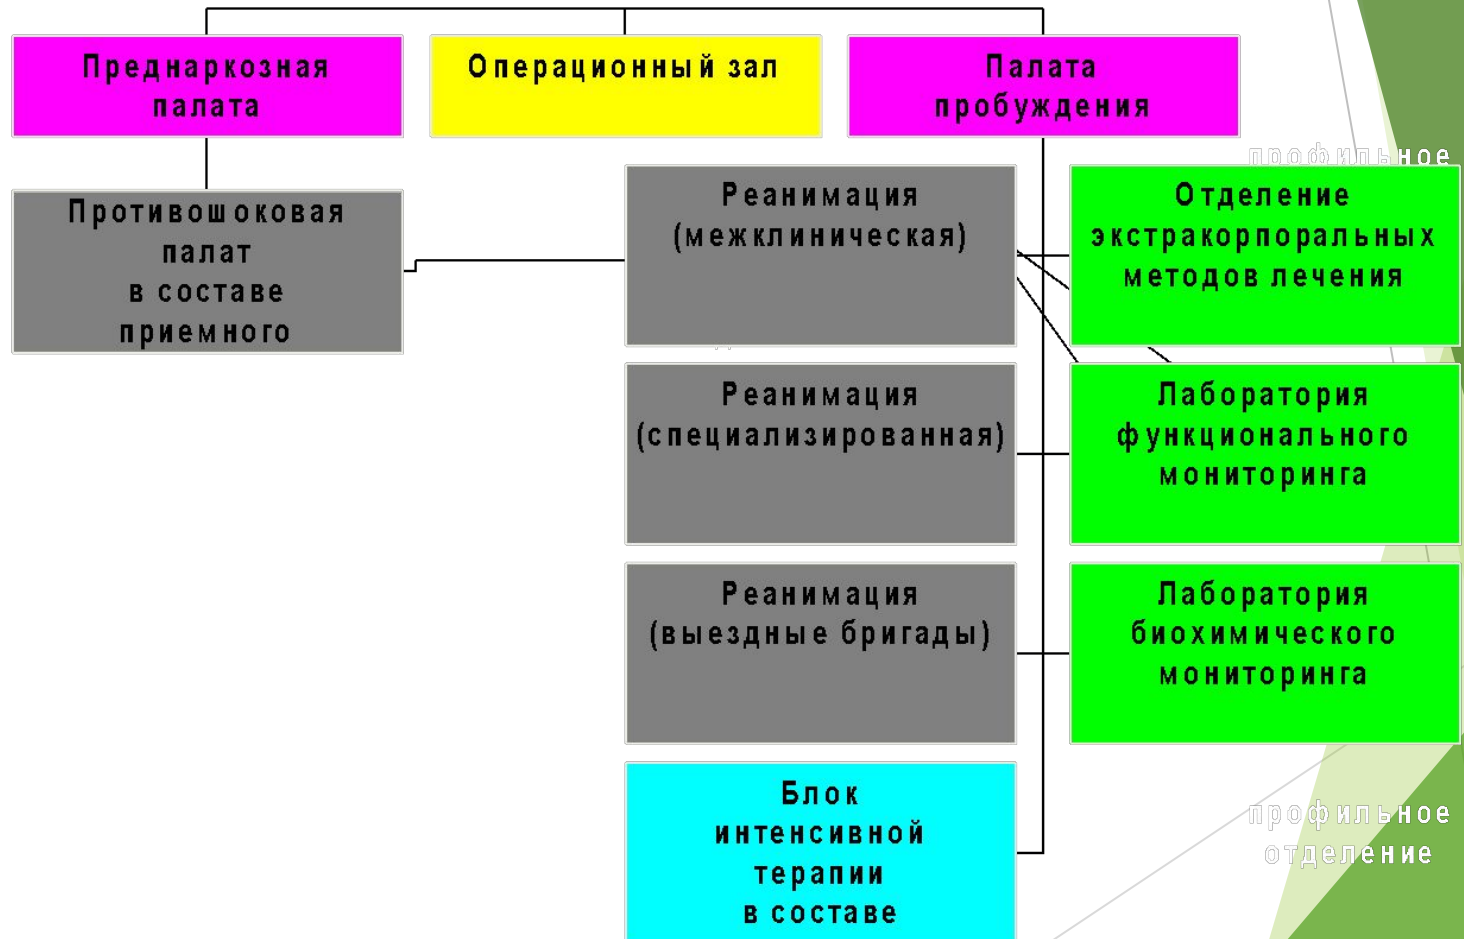 Преднаркозная
палата
Операционный зал
Палата
пробуждения
профильное
Противошоковая
палат
в составе
приемного
Реанимация
(межклиническая)
Отделение
экстракорпоральных
методов лечения
Реанимация
(специализированная)
Лаборатория
функционального
мониторинга
Реанимация
(выездные бригады)
Лаборатория
биохимического
мониторинга
Блок
интенсивной
терапии
в составе
профильное
отделение